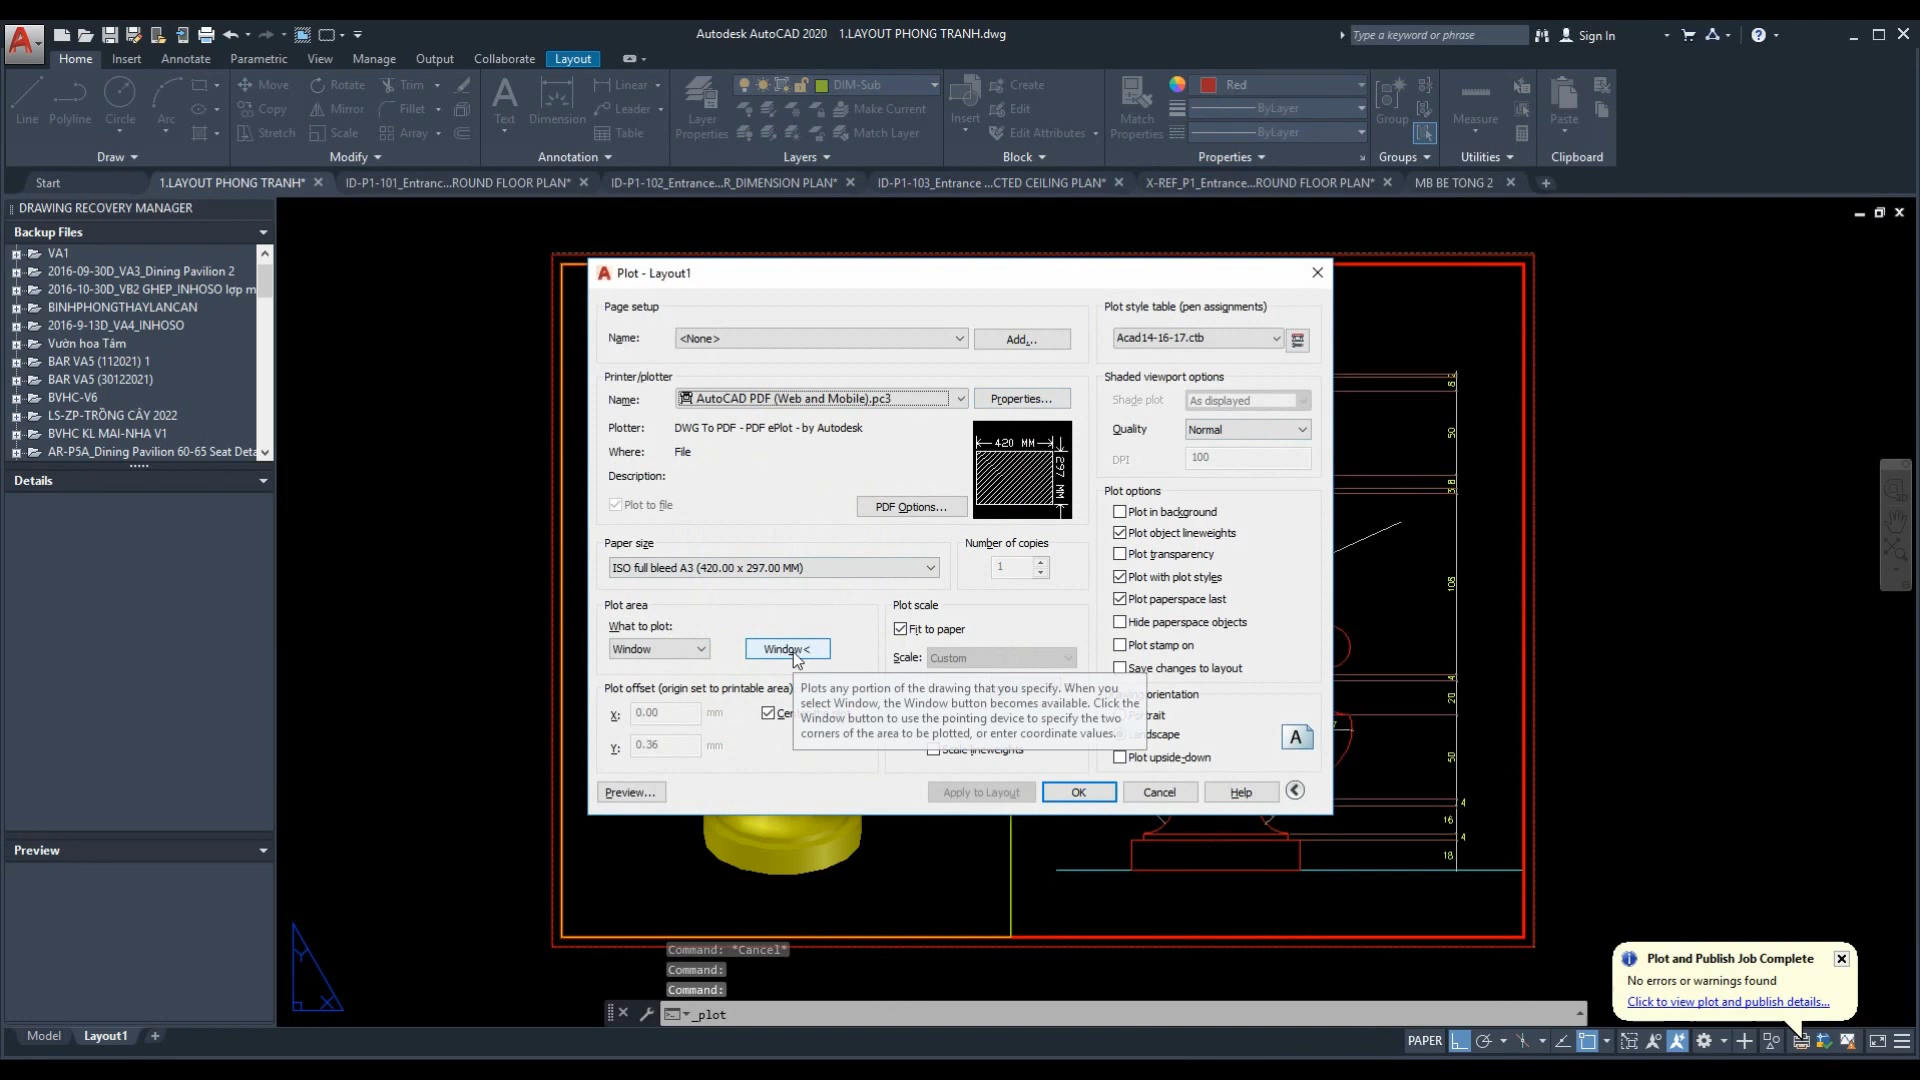 Autodesk AutoCAD 2020 1.LAYOUT PHONG TRANH.dwg
Type a keyword or phrase
Sign In
Home Insert Annotate Parametric View Manage Output Collaborate Layout
Line Polyline Circle Arc
Move Rotate Trim
Copy Mirror Fillet
Stretch Scale Array
Text Dimension
Linear
Leader
Table
Layer Properties
DIM-Sub
Make Current
Match Layer
Insert
Create
Edit
Edit Attributes
Match Properties
Red
ByLayer
ByLayer
Group
Measure
Paste
Draw Modify Annotation Layers Block Properties Groups Utilities Clipboard
Start 1.LAYOUT PHONG TRANH* ID-P1-101_Entranc...ROUND FLOOR PLAN* ID-P1-102_Entrance...R_DIMENSION PLAN* ID-P1-103_Entrance ...CTED CEILING PLAN* X-REF_P1_Entrance...ROUND FLOOR PLAN* MB BE TONG 2
DRAWING RECOVERY MANAGER
Backup Files
VA1
2016-09-30D_VA3_Dining Pavilion 2
2016-10-30D_VB2 GHEP_INHOSO lợp m
BINHPHONGTHAYLANCAN
2016-9-13D_VA4_INHOSO
Vườn hoa Tâm
BAR VA5 (112021) 1
BAR VA5 (30122021)
BVHC-V6
LS-ZP-TRỒNG CÂY 2022
BVHC KL MAI-NHA V1
AR-P5A_Dining Pavilion 60-65 Seat Deta
Details
Preview
Plot - Layout1
Page setup
Name: <None> Add...
Printer/plotter
Name: AutoCAD PDF (Web and Mobile).pc3 Properties...
Plotter: DWG To PDF - PDF ePlot - by Autodesk
Where: File
Description:
Plot to file
PDF Options...
420 MM
297 MM
Paper size
ISO full bleed A3 (420.00 x 297.00 MM)
Number of copies
1
Plot area
What to plot:
Window Window<
Plot scale
Fit to paper
Scale: Custom
Plot offset (origin set to printable area)
X: 0.00 mm
Y: 0.36 mm
Cen
Plots any portion of the drawing that you specify. When you
select Window, the Window button becomes available. Click the
Window button to use the pointing device to specify the two
corners of the area to be plotted, or enter coordinate values.
Scale lineweights
Plot style table (pen assignments)
Acad14-16-17.ctb
Shaded viewport options
Shade plot As displayed
Quality Normal
DPI 100
Plot options
Plot in background
Plot object lineweights
Plot transparency
Plot with plot styles
Plot paperspace last
Hide paperspace objects
Plot stamp on
Save changes to layout
orientation
rait
scape
A
Plot upside-down
Preview... Apply to Layout OK Cancel Help
50
108
4
20
50
4
16
4
18
Y
X
Command: *Cancel*
Command:
Command:
_plot
Plot and Publish Job Complete
No errors or warnings found
Click to view plot and publish details...
Model Layout1
PAPER